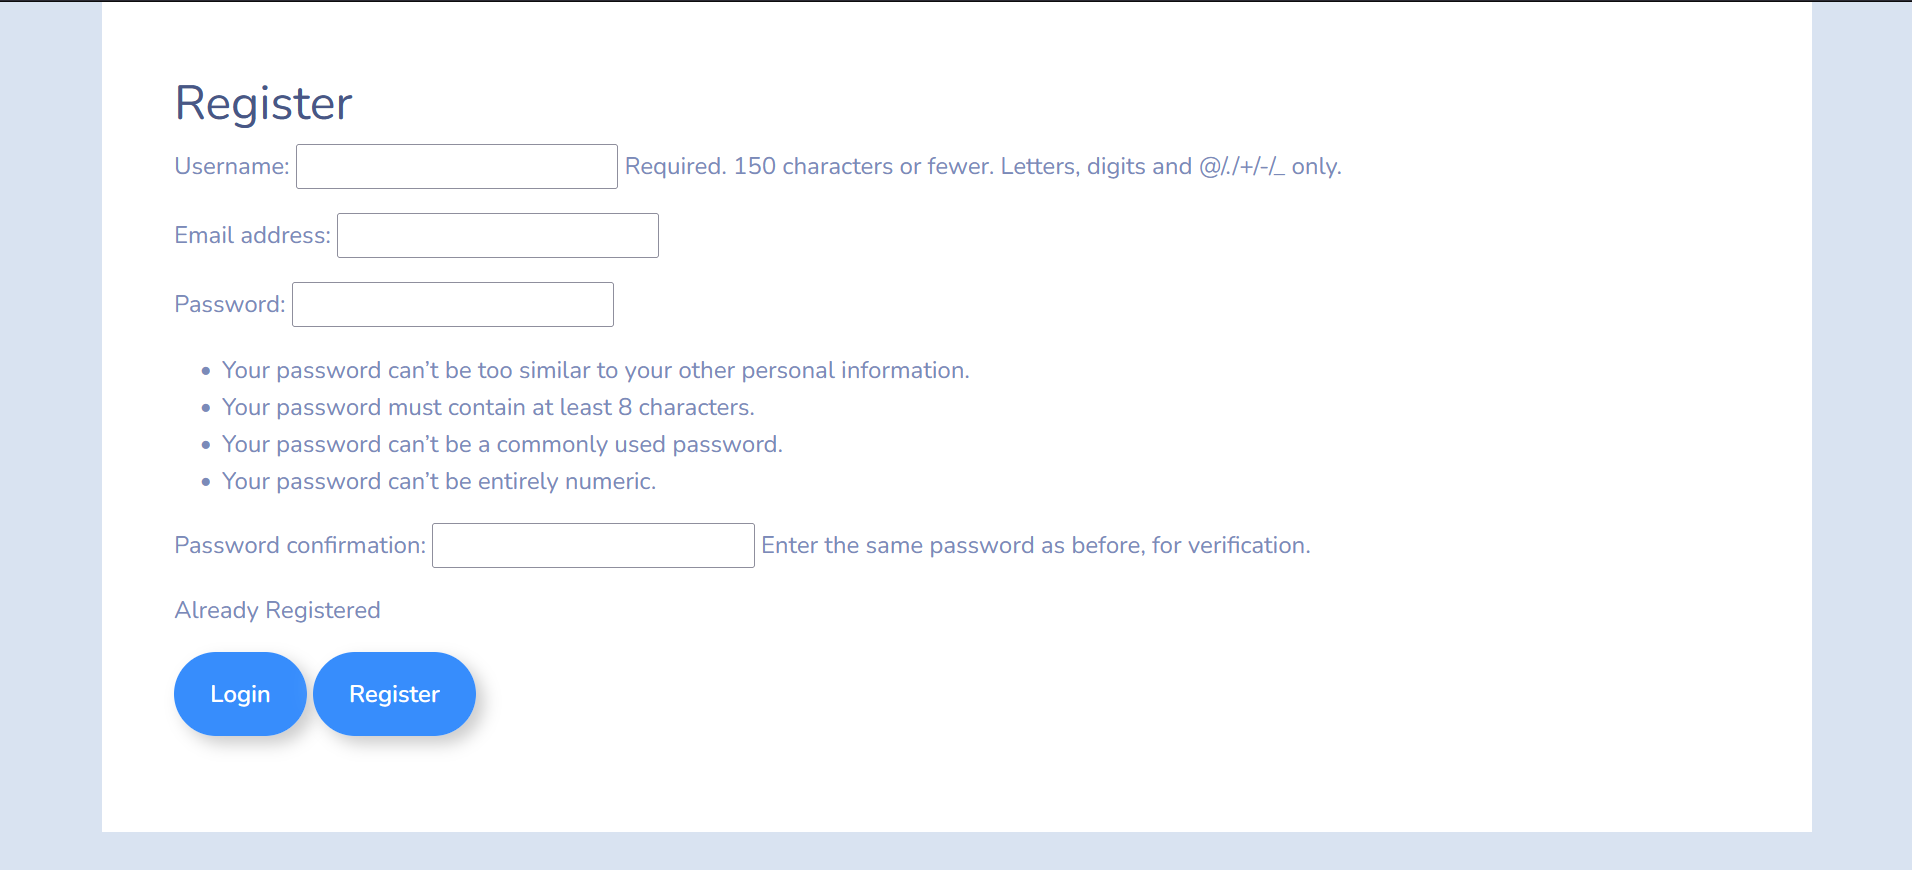 Register
Username: Required. 150 characters or fewer. Letters, digits and @/./+/-/_ only.
Email address:
Password:
• Your password can’t be too similar to your other personal information.
• Your password must contain at least 8 characters.
• Your password can’t be a commonly used password.
• Your password can’t be entirely numeric.
Password confirmation: Enter the same password as before, for verification.
Already Registered
Login Register